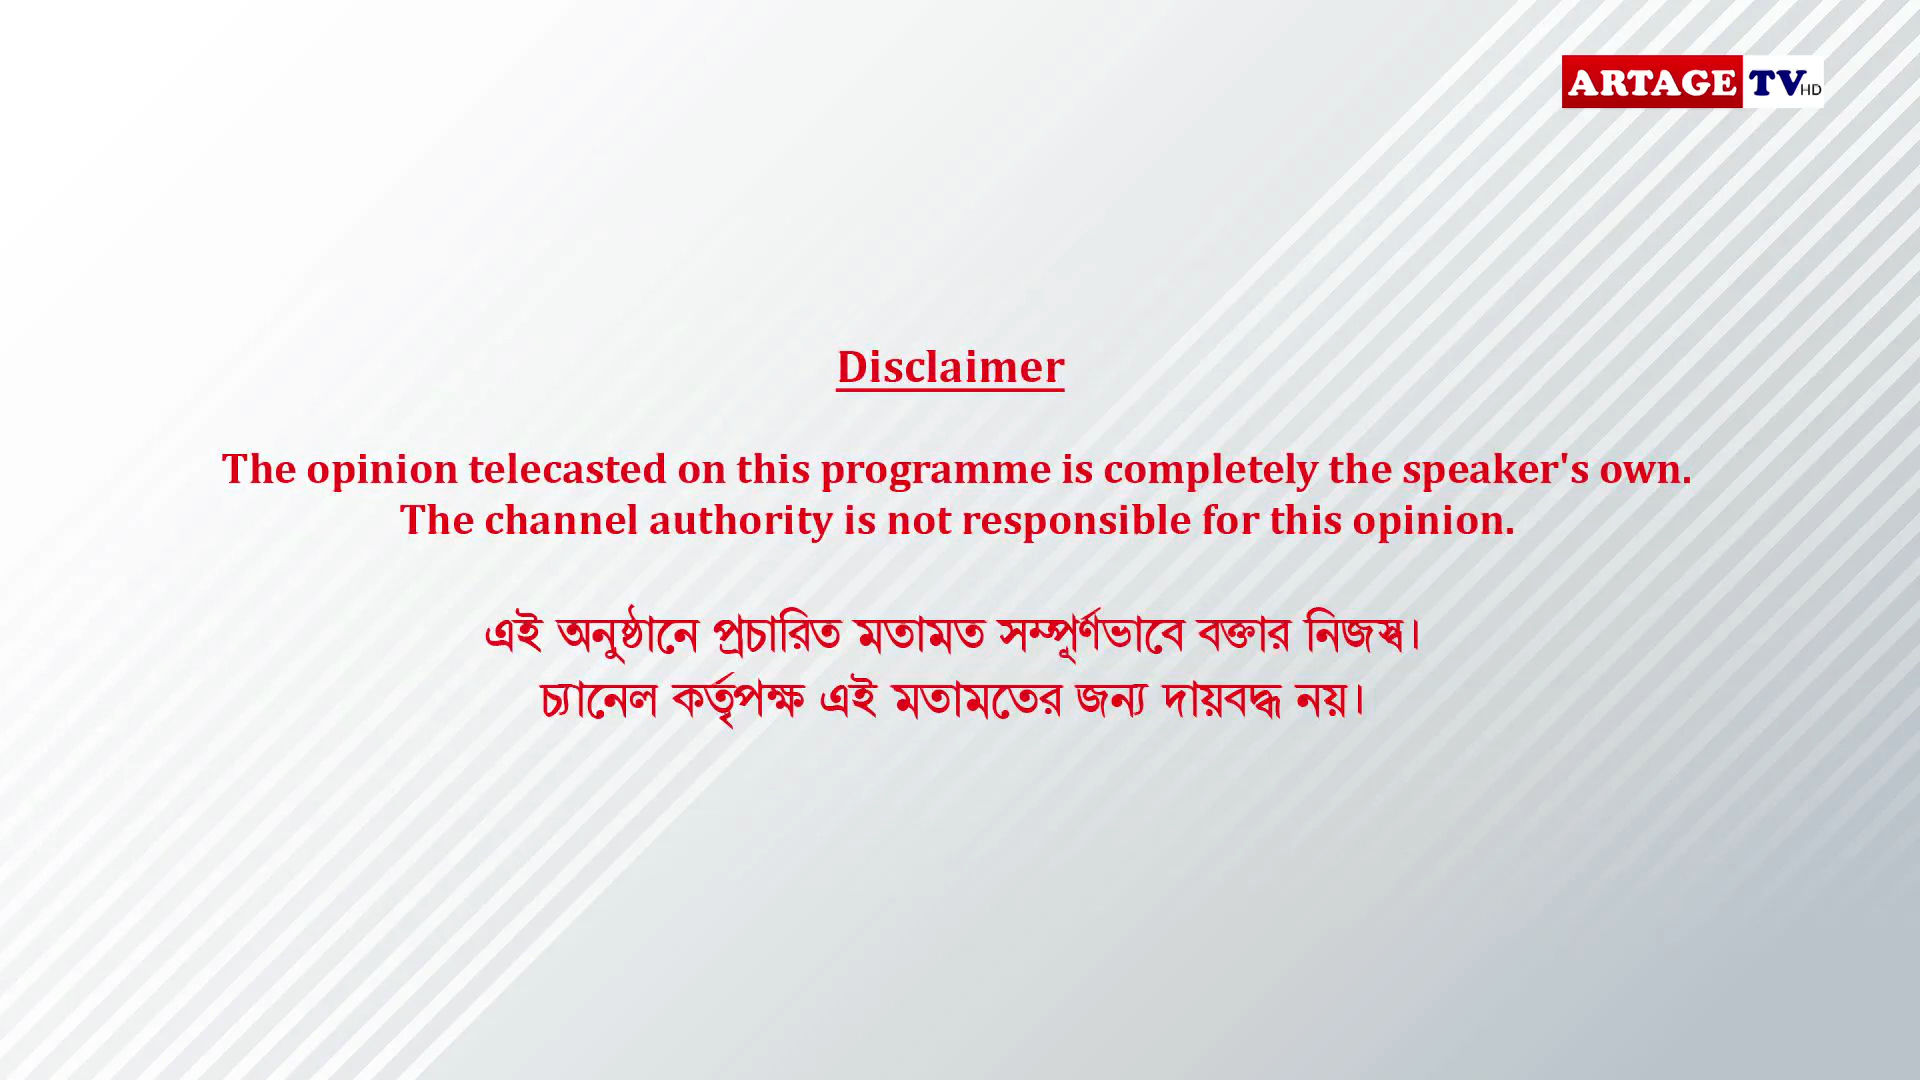 ARTAGE TV HD
Disclaimer
The opinion telecasted on this programme is completely the speaker's own.
The channel authority is not responsible for this opinion.
এই অনুষ্ঠানে প্রচারিত মতামত সম্পূর্ণভাবে বক্তার নিজস্ব।
চ্যানেল কর্তৃপক্ষ এই মতামতের জন্য দায়বদ্ধ নয়।